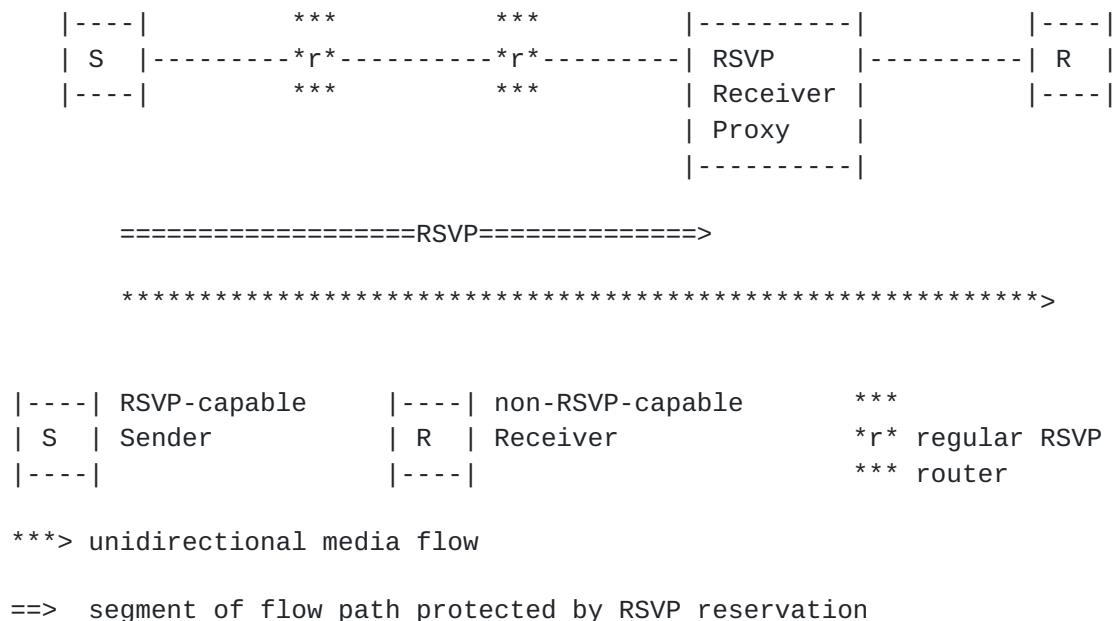 |----|         ***          ***         |----------|          |----|
| S  |---------*r*----------*r*---------| RSVP     |----------| R  |
|----|         ***          ***         | Receiver |          |----|
                                        | Proxy    |
                                        |----------|
===================RSVP==============>
***********************************************************>
|----| RSVP-capable     |----| non-RSVP-capable       ***
| S  | Sender           | R  | Receiver              *r* regular RSVP
|----|                  |----|                       *** router
***> unidirectional media flow
==>  segment of flow path protected by RSVP reservation